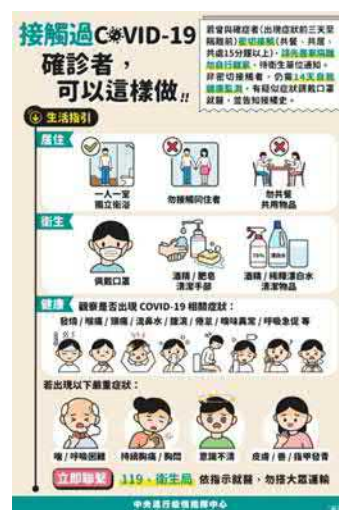 接觸過COVID-19
確診者，
可以這樣做!!
若曾與確診者(出現症狀前三天至
隔離前)密切接觸(共餐、共居、
共處15分鐘以上)，請先居家隔離
勿自行離家，待衛生單位通知。
非密切接觸者，仍需14天自我
健康監測，有疑似症狀請戴口罩
就醫，並告知接觸史。
生活指引
居住
一人一室
獨立衛浴
勿接觸同住者
勿共餐
共用物品
衛生
佩戴口罩
酒精/肥皂
清潔手部
75%
漂白水
酒精/稀釋漂白水
清潔物品
健康
觀察是否出現 COVID-19 相關症狀：
發燒/喉痛/頭痛/流鼻水/腹瀉/倦怠/嗅味異常/呼吸急促 等
若出現以下嚴重症狀：
喘/呼吸困難
持續胸痛/胸悶
意識不清
皮膚/唇/指甲發青
立即聯繫
119、衛生局
依指示就醫，勿搭大眾運輸
中央流行疫情指揮中心